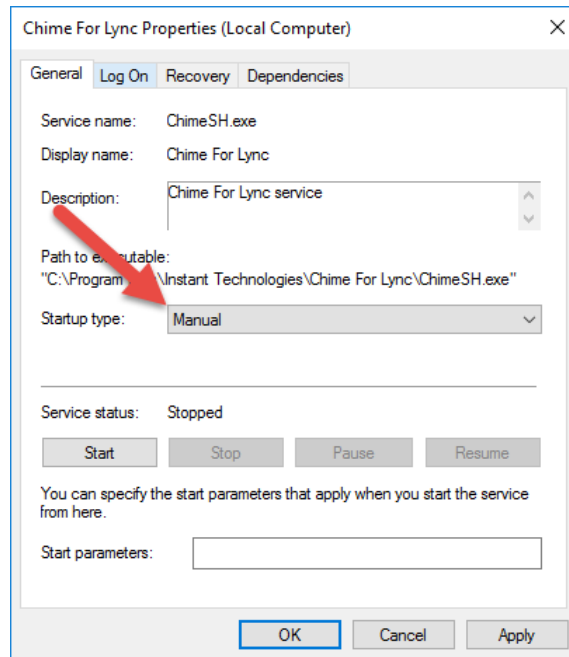 Chime For Lync Properties (Local Computer)
General Log On Recovery Dependencies
Service name: ChimeSH.exe
Display name: Chime For Lync
Description: Chime For Lync service
Path to executable:
"C:\Program \Instant Technologies\Chime For Lync\ChimeSH.exe"
Startup type: Manual
Service status: Stopped
Start Stop Pause Resume
You can specify the start parameters that apply when you start the service
from here.
Start parameters:
OK Cancel Apply